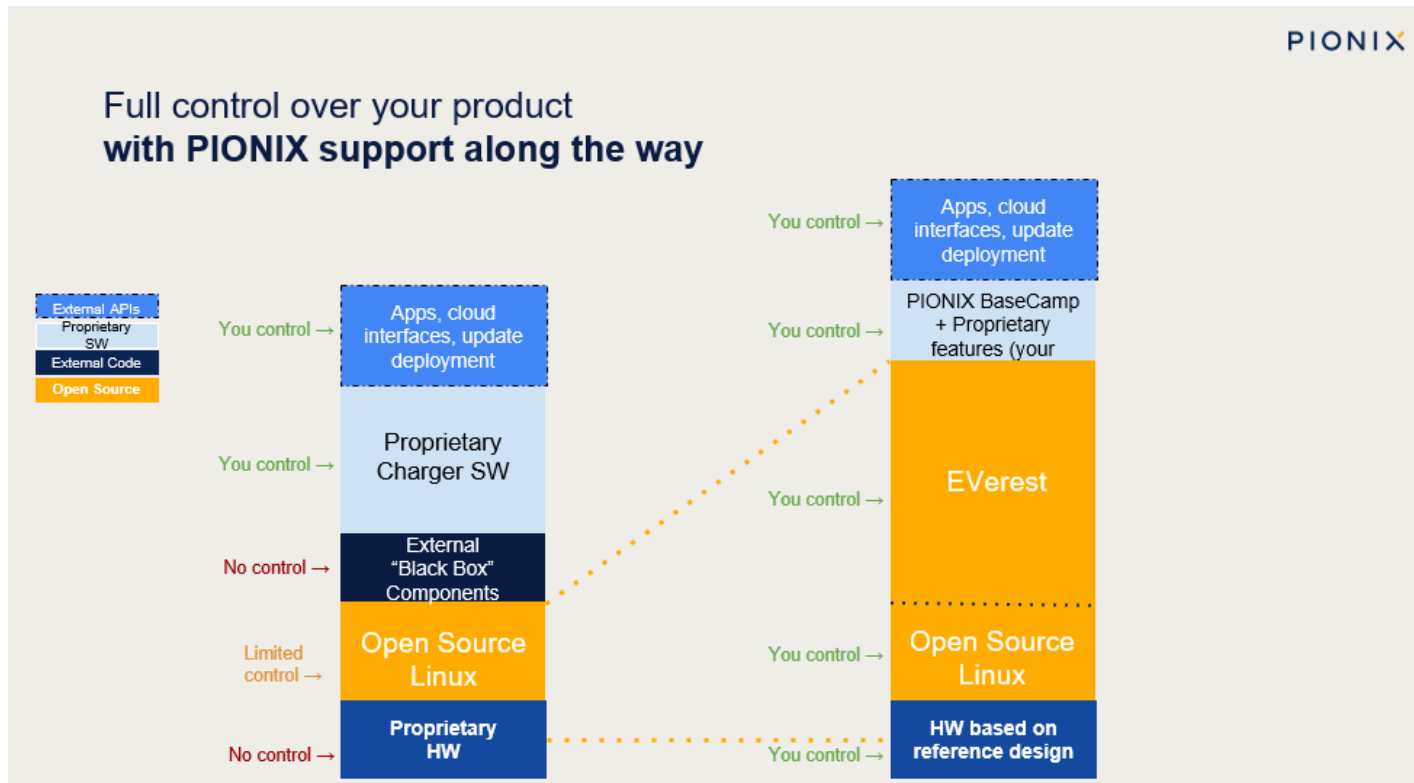 PIONIX
Full control over your product
with PIONIX support along the way
External APIs
Proprietary
SW
External Code
Open Source
You control →
Apps, cloud
interfaces, update
deployment
You control →
Proprietary
Charger SW
No control →
External
“Black Box”
Components
Limited
control →
Open Source
Linux
No control →
Proprietary
HW
You control →
Apps, cloud
interfaces, update
deployment
You control →
PIONIX BaseCamp
+ Proprietary
features (your
You control →
EVerest
You control →
Open Source
Linux
You control →
HW based on
reference design